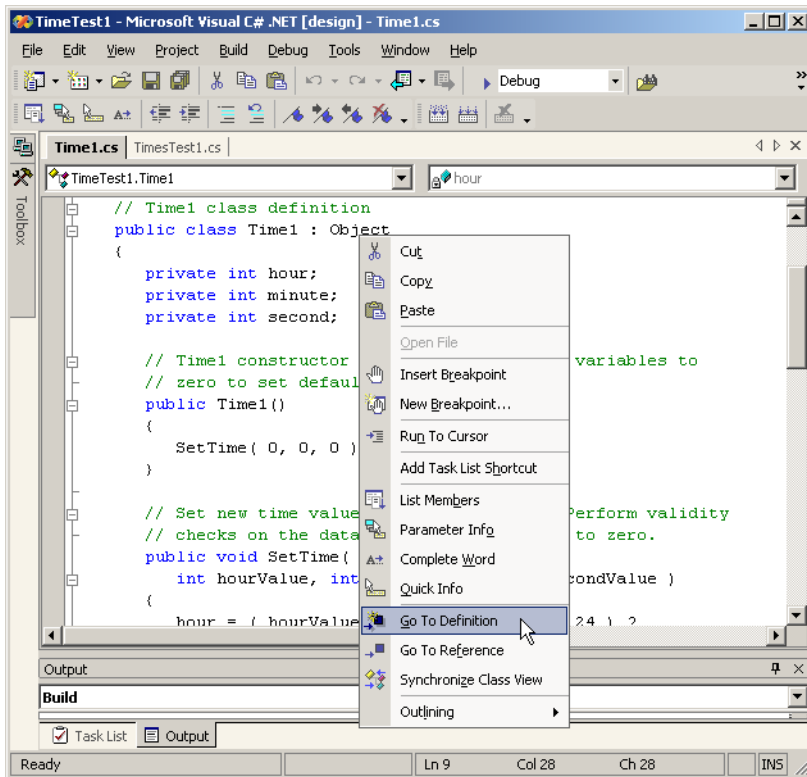 TimeTest1 - Microsoft Visual C# .NET [design] - Time1.cs
File Edit View Project Build Debug Tools Window Help
Debug
Time1.cs TimesTest1.cs
TimeTest1.Time1 hour
Toolbox
// Time1 class definition
public class Time1 : Object
{
private int hour;
private int minute;
private int second;
// Time1 constructor variables to
// zero to set defaul
public Time1()
{
SetTime( 0, 0, 0 )
}
// Set new time value Perform validity
// checks on the data to zero.
public void SetTime(
int hourValue, int condValue )
{
hour = ( hourValue 24 ) ?
Cut
Copy
Paste
Open File
Insert Breakpoint
New Breakpoint...
Run To Cursor
Add Task List Shortcut
List Members
Parameter Info
Complete Word
Quick Info
Go To Definition
Go To Reference
Synchronize Class View
Outlining
Output
Build
Task List Output
Ready Ln 9 Col 28 Ch 28 INS